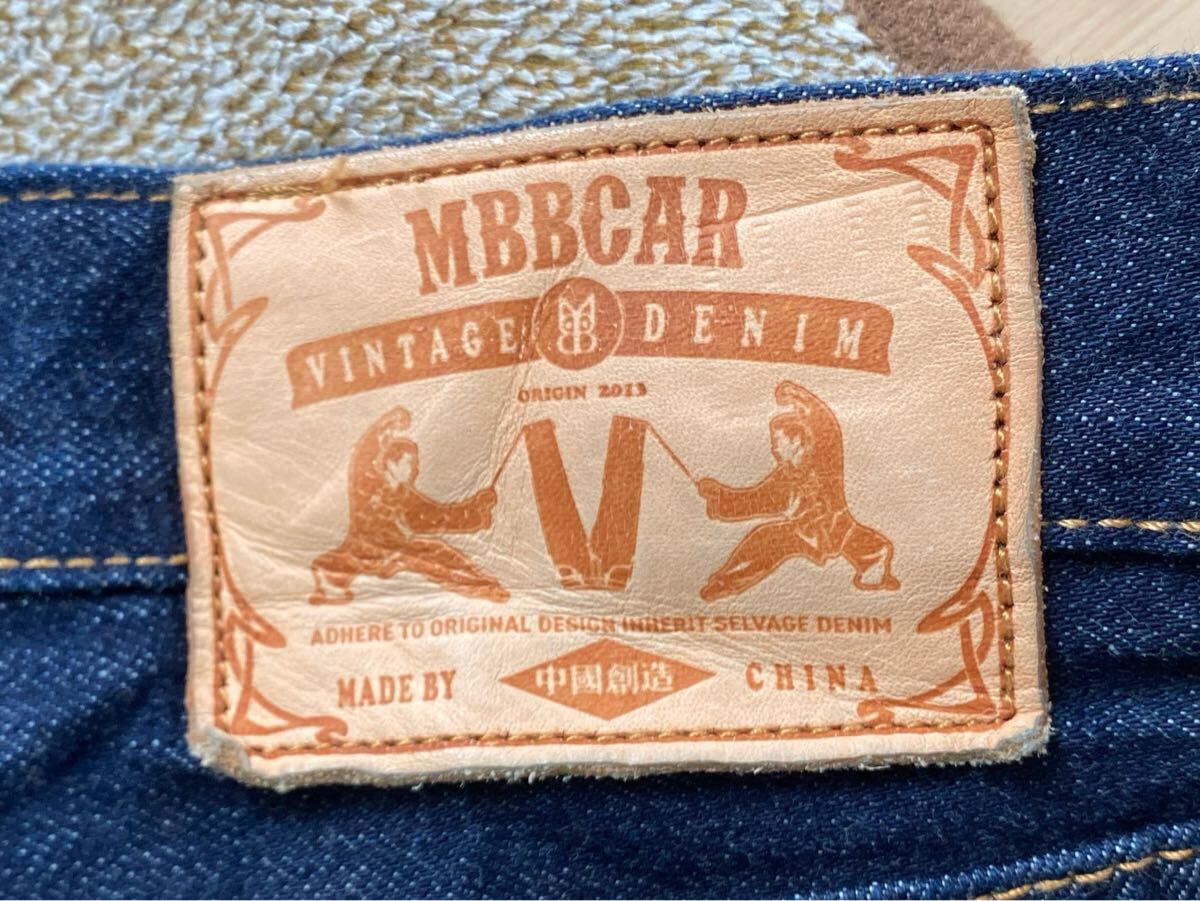 MBBCAR
VINTAGE DENIM
ORIGIN 2013
ADHERE TO ORIGINAL DESIGN INHERIT SELVAGE DENIM
MADE BY 中國創造 CHINA